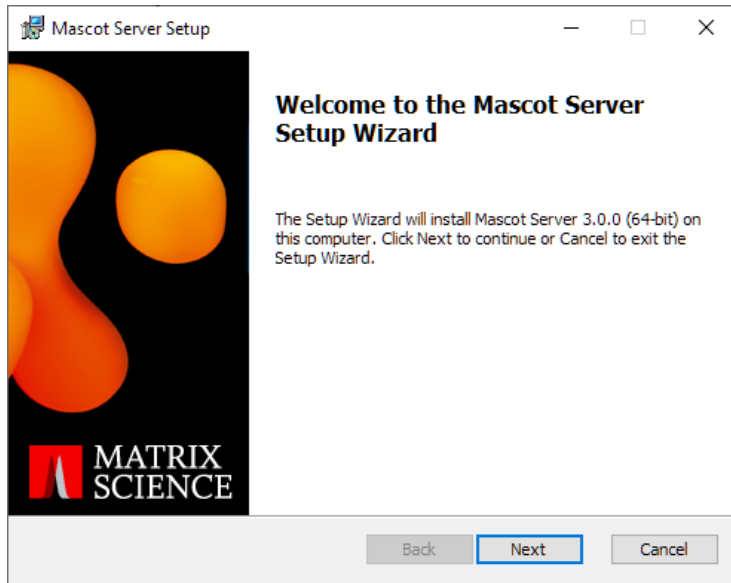 Mascot Server Setup
Welcome to the Mascot Server
Setup Wizard
The Setup Wizard will install Mascot Server 3.0.0 (64-bit) on
this computer. Click Next to continue or Cancel to exit the
Setup Wizard.
MATRIX
SCIENCE
Back
Next
Cancel